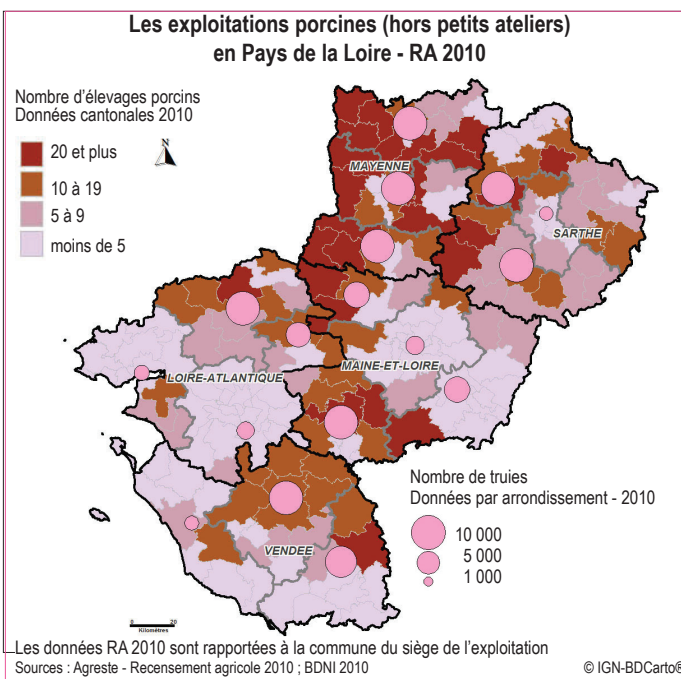 Les exploitations porcines (hors petits ateliers)
en Pays de la Loire - RA 2010
Nombre d'élevages porcins
Données cantonales 2010
N
20 et plus
10 à 19
5 à 9
moins de 5
MAYENNE
SARTHE
LOIRE-ATLANTIQUE
MAINE-ET-LOIRE
VENDEE
Nombre de truies
Données par arrondissement - 2010
10 000
5 000
1 000
0 20
Kilomètres
Les données RA 2010 sont rapportées à la commune du siège de l'exploitation
Sources : Agreste - Recensement agricole 2010 ; BDNI 2010
© IGN-BDCarto®